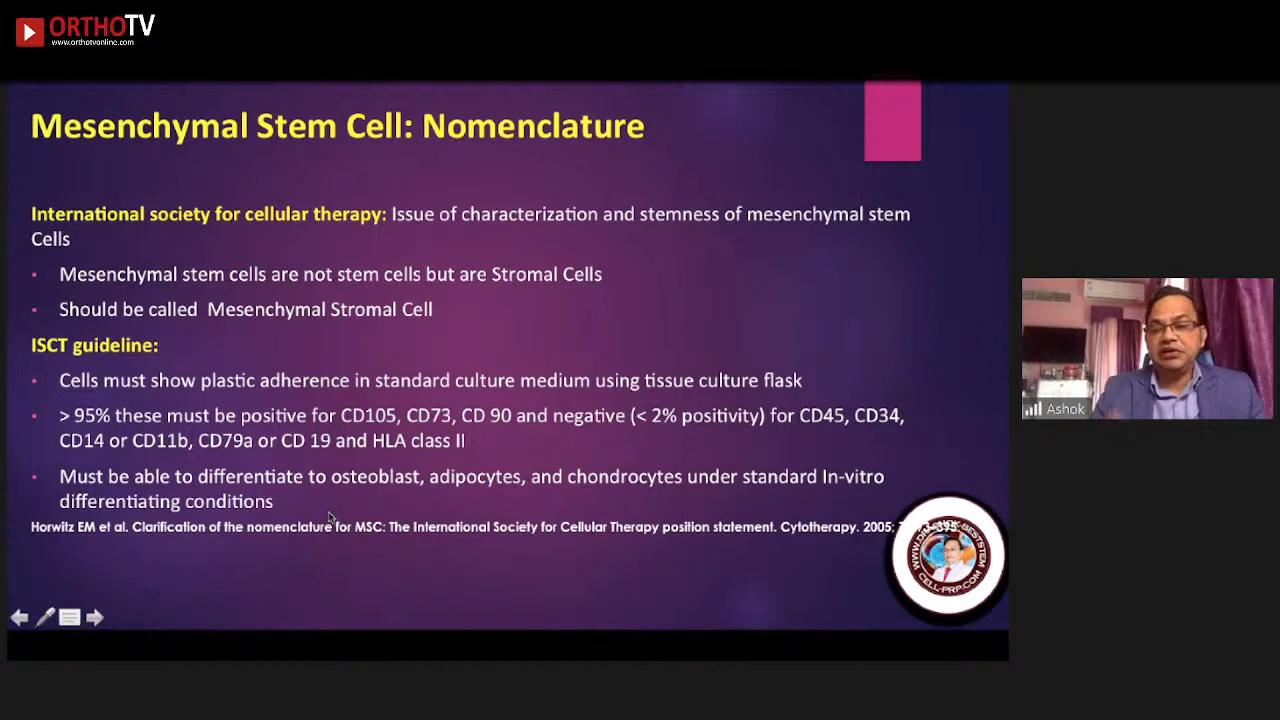 ORTHOTV
www.orthotvonline.com
Mesenchymal Stem Cell: Nomenclature
International society for cellular therapy: Issue of characterization and stemness of mesenchymal stem
Cells
• Mesenchymal stem cells are not stem cells but are Stromal Cells
• Should be called Mesenchymal Stromal Cell
ISCT guideline:
• Cells must show plastic adherence in standard culture medium using tissue culture flask
• > 95% these must be positive for CD105, CD73, CD 90 and negative (< 2% positivity) for CD45, CD34,
CD14 or CD11b, CD79a or CD 19 and HLA class II
• Must be able to differentiate to osteoblast, adipocytes, and chondrocytes under standard In-vitro
differentiating conditions
Horwitz EM et al. Clarification of the nomenclature for MSC: The International Society for Cellular Therapy position statement. Cytotherapy. 2005;
CELL-PRP.COM
Ashok